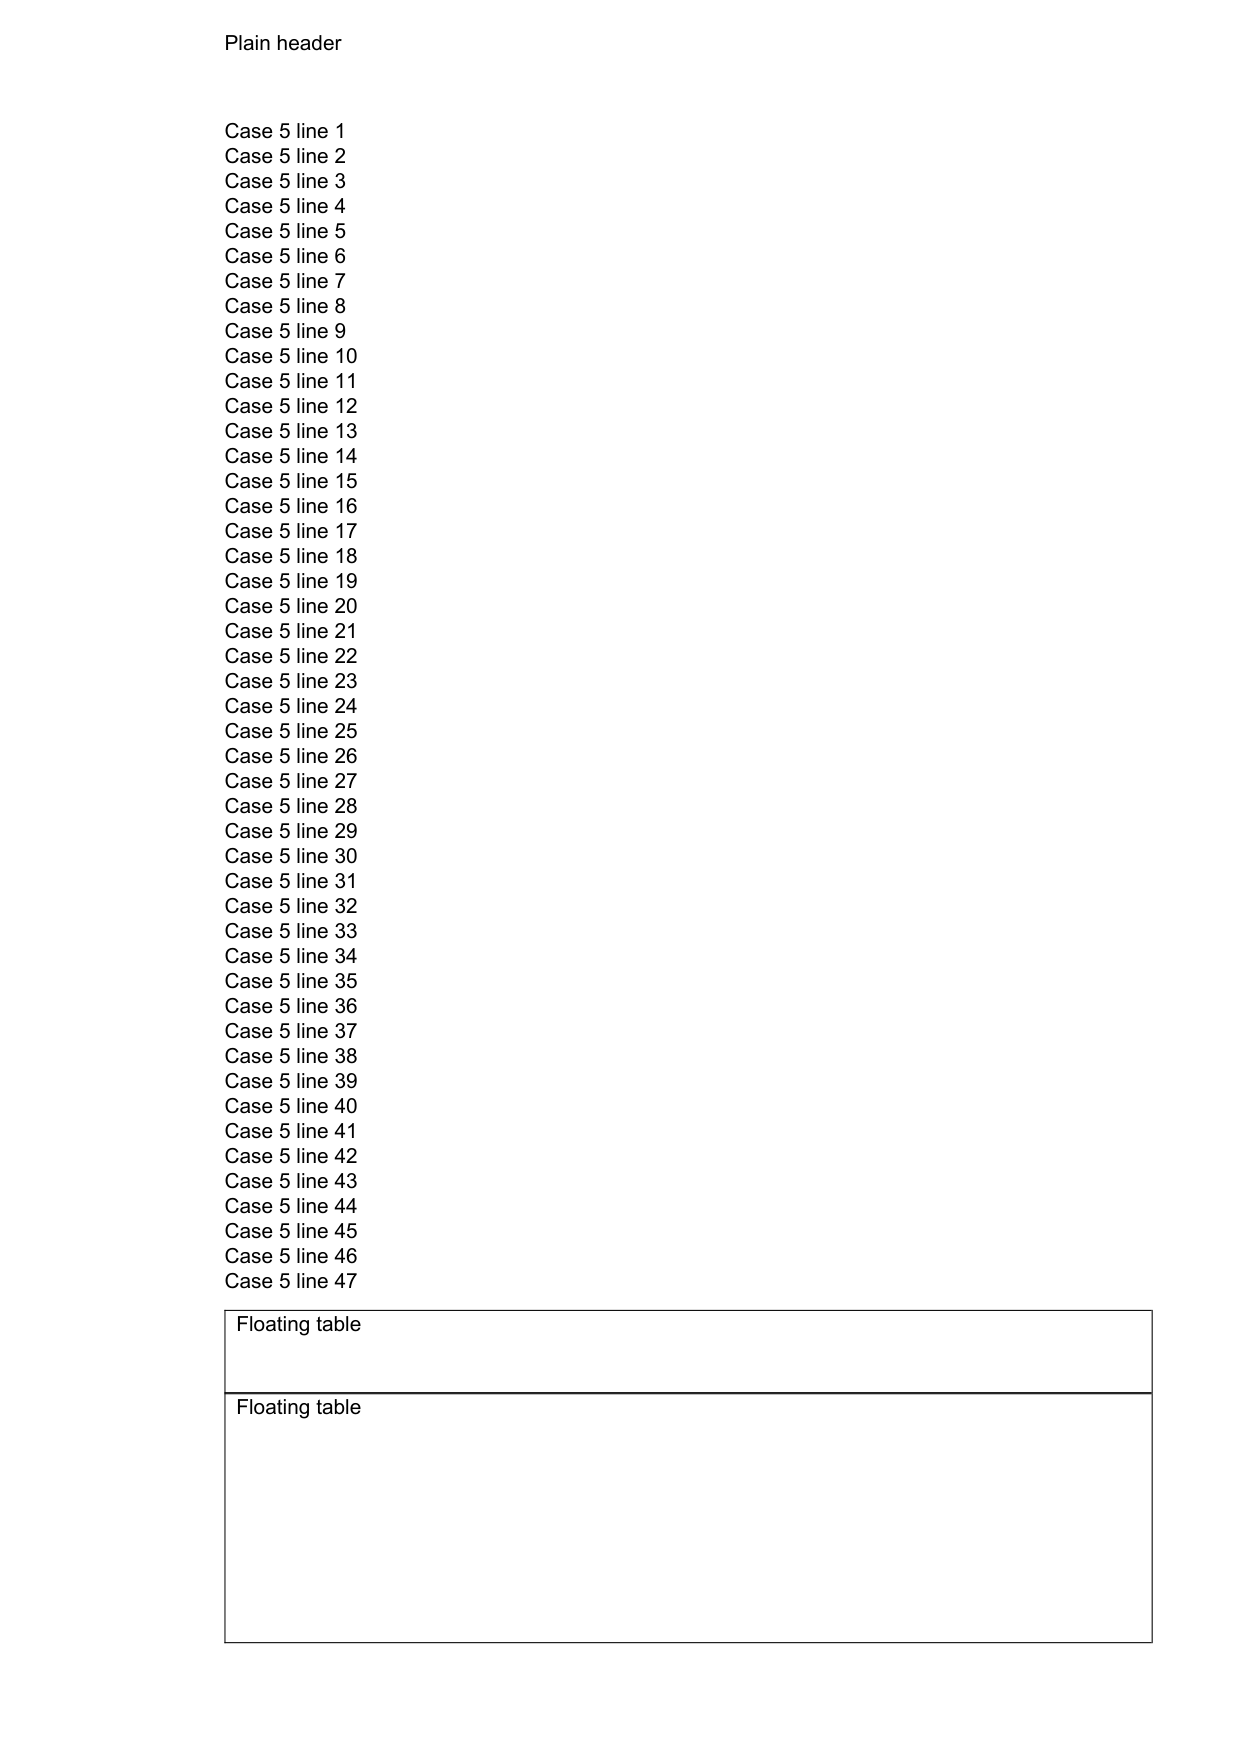 Plain header
Case 5 line 1
Case 5 line 2
Case 5 line 3
Case 5 line 4
Case 5 line 5
Case 5 line 6
Case 5 line 7
Case 5 line 8
Case 5 line 9
Case 5 line 10
Case 5 line 11
Case 5 line 12
Case 5 line 13
Case 5 line 14
Case 5 line 15
Case 5 line 16
Case 5 line 17
Case 5 line 18
Case 5 line 19
Case 5 line 20
Case 5 line 21
Case 5 line 22
Case 5 line 23
Case 5 line 24
Case 5 line 25
Case 5 line 26
Case 5 line 27
Case 5 line 28
Case 5 line 29
Case 5 line 30
Case 5 line 31
Case 5 line 32
Case 5 line 33
Case 5 line 34
Case 5 line 35
Case 5 line 36
Case 5 line 37
Case 5 line 38
Case 5 line 39
Case 5 line 40
Case 5 line 41
Case 5 line 42
Case 5 line 43
Case 5 line 44
Case 5 line 45
Case 5 line 46
Case 5 line 47
Floating table
Floating table